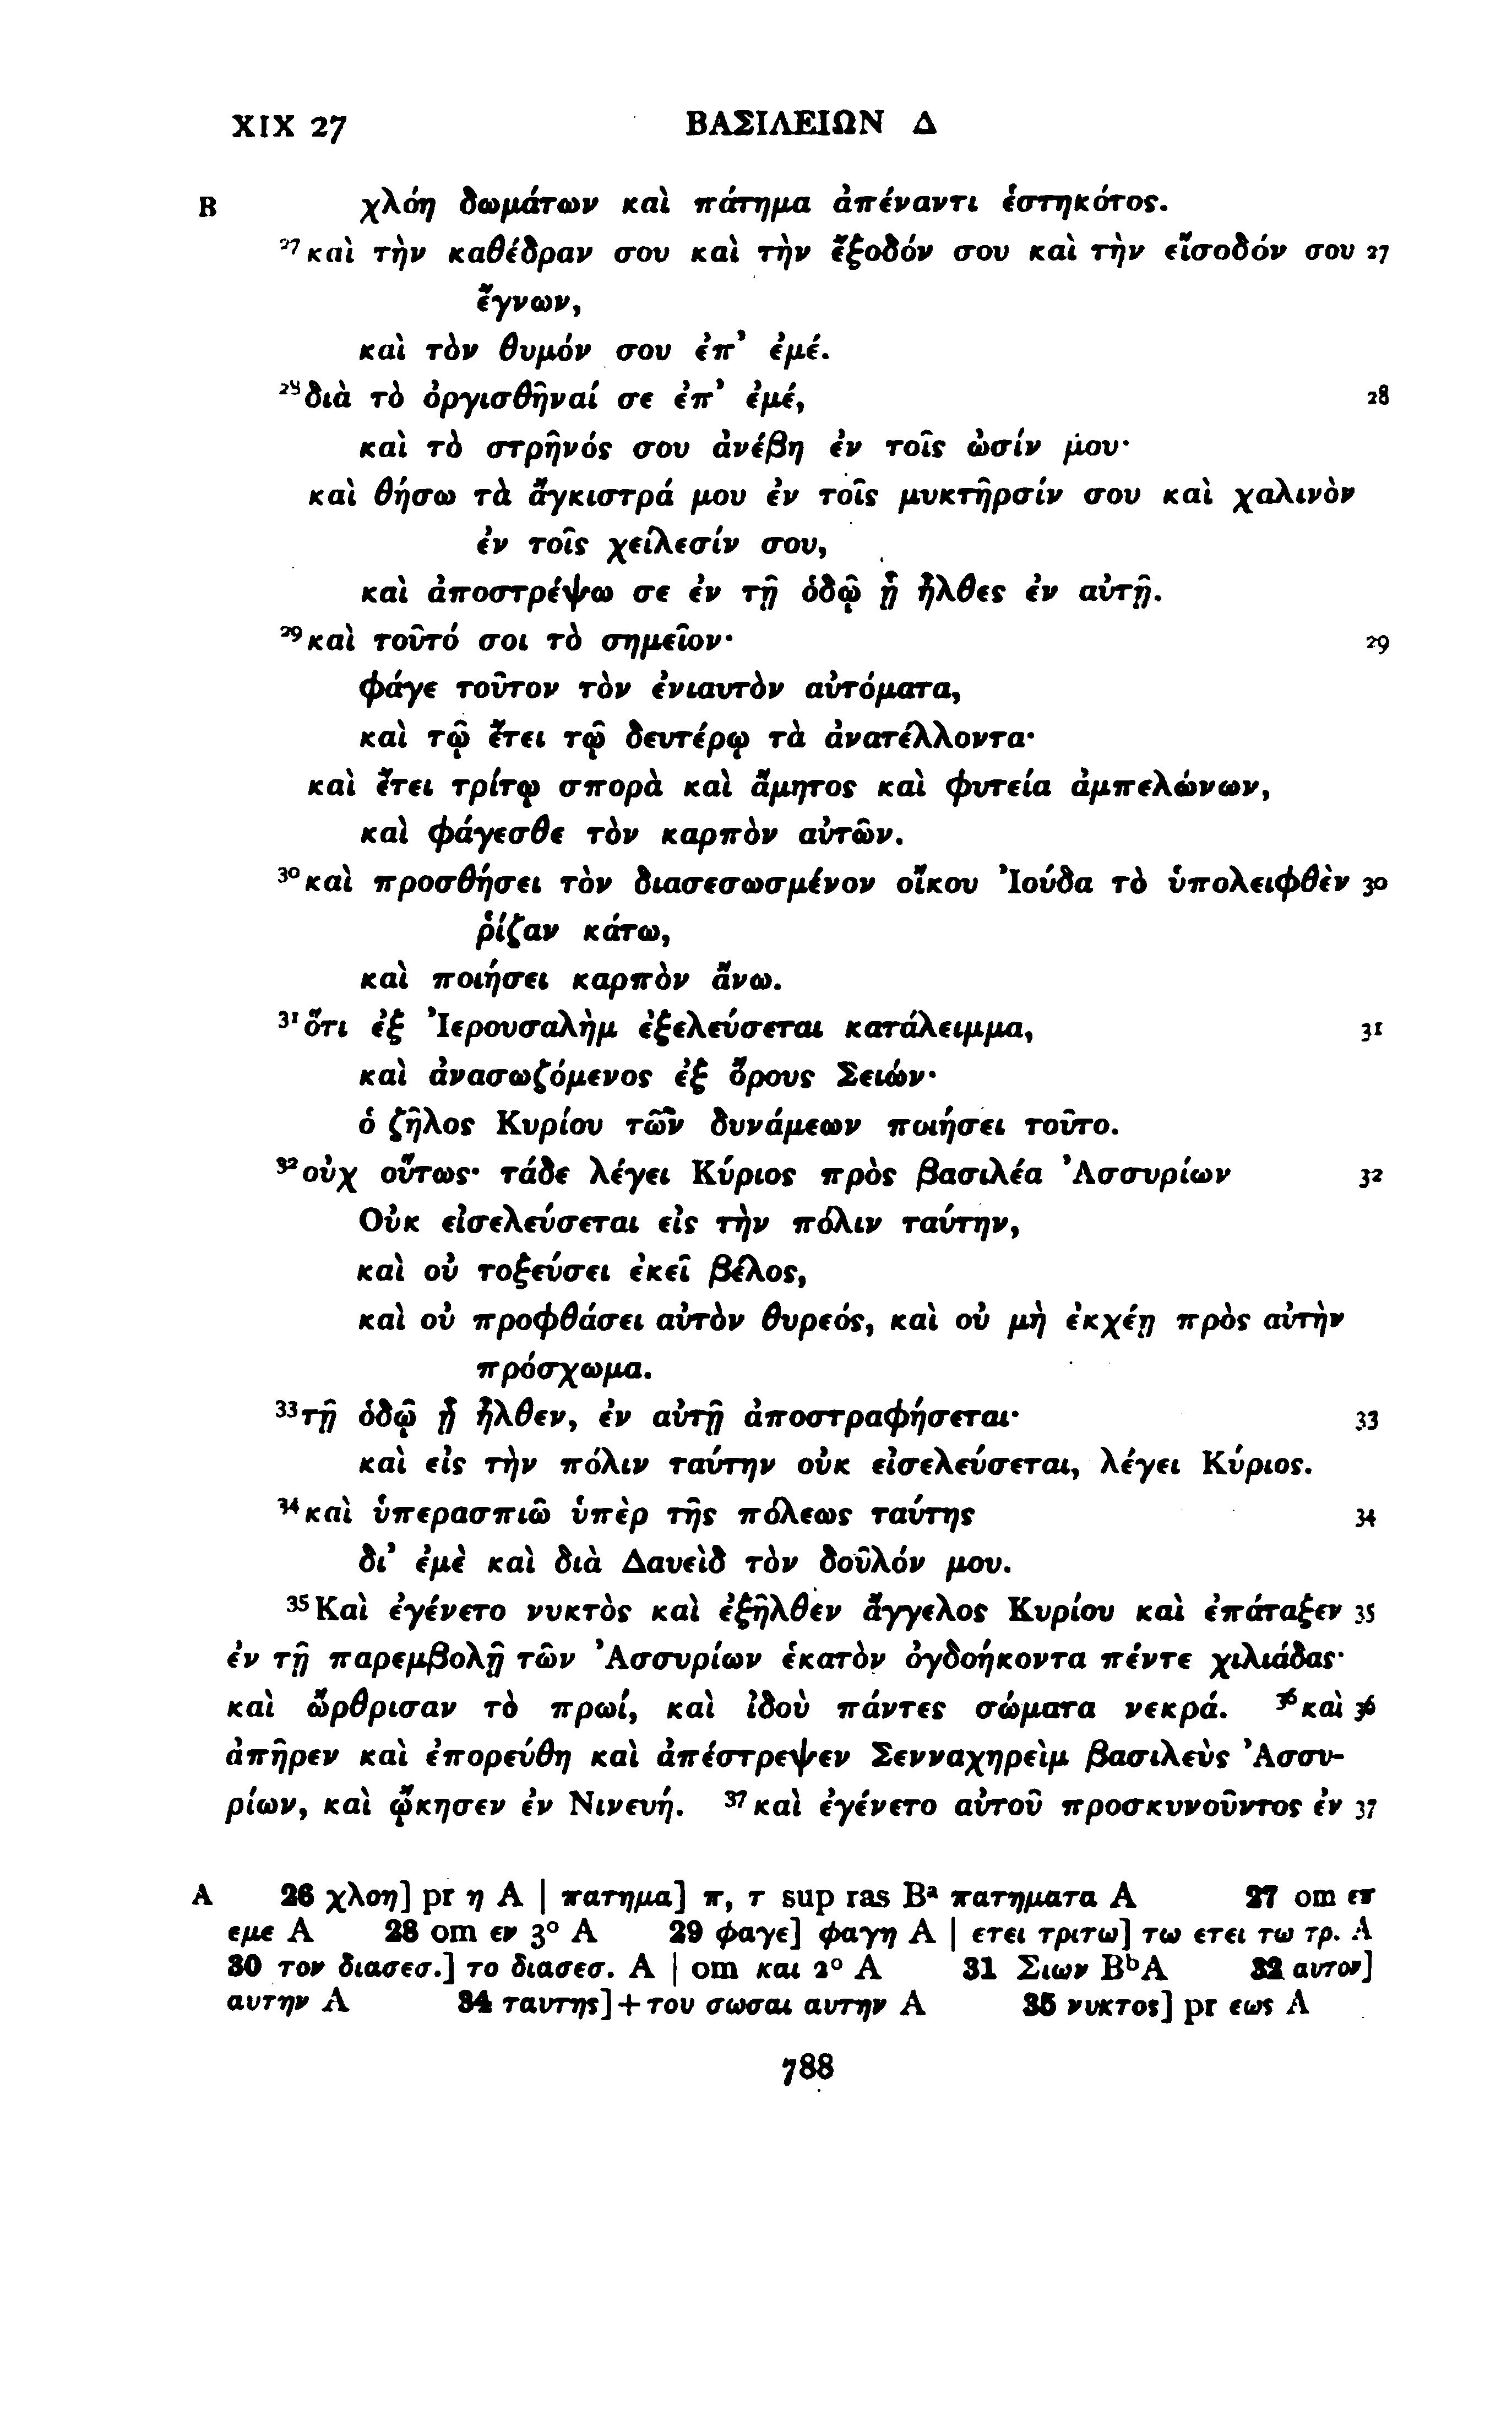 XIX 27 ΒΑΣΙΛΕΙΩΝ Δ
B χλόη δωμάτων καὶ πάτημα ἀπέναντι ἑστηκότος.
27 καὶ τὴν καθέδραν σου καὶ τὴν ἔξοδόν σου καὶ τὴν εἴσοδόν σου 27
ἔγνων,
καὶ τὸν θυμόν σου ἐπ’ ἐμέ.
28 διὰ τὸ ὀργισθῆναί σε ἐπ’ ἐμέ, 28
καὶ τὸ στρῆνός σου ἀνέβη ἐν τοῖς ὠσίν μου·
καὶ θήσω τὰ ἄγκιστρά μου ἐν τοῖς μυκτῆρσίν σου καὶ χαλινὸν
ἐν τοῖς χείλεσίν σου,
καὶ ἀποστρέψω σε ἐν τῇ ὁδῷ ᾗ ἦλθες ἐν αὐτῇ.
29 καὶ τοῦτό σοι τὸ σημεῖον· 29
φάγε τοῦτον τὸν ἐνιαυτὸν αὐτόματα,
καὶ τῷ ἔτει τῷ δευτέρῳ τὰ ἀνατέλλοντα·
καὶ ἔτει τρίτῳ σπορὰ καὶ ἄμητος καὶ φυτεία ἀμπελώνων,
καὶ φάγεσθε τὸν καρπὸν αὐτῶν.
30 καὶ προσθήσει τὸν διασεσωσμένον οἴκου Ἰούδα τὸ ὑπολειφθὲν 30
ῥίζαν κάτω,
καὶ ποιήσει καρπὸν ἄνω.
31 ὅτι ἐξ Ἰερουσαλὴμ ἐξελεύσεται κατάλειμμα, 31
καὶ ἀνασωζόμενος ἐξ ὄρους Σειών·
ὁ ζῆλος Κυρίου τῶν δυνάμεων ποιήσει τοῦτο.
32 οὐχ οὕτως· τάδε λέγει Κύριος πρὸς βασιλέα Ἀσσυρίων 32
Οὐκ εἰσελεύσεται εἰς τὴν πόλιν ταύτην,
καὶ οὐ τοξεύσει ἐκεῖ βέλος,
καὶ οὐ προφθάσει αὐτὸν θυρεός, καὶ οὐ μὴ ἐκχέῃ πρὸς αὐτὴν
πρόσχωμα.
33 τῇ ὁδῷ ᾗ ἦλθεν, ἐν αὐτῇ ἀποστραφήσεται· 33
καὶ εἰς τὴν πόλιν ταύτην οὐκ εἰσελεύσεται, λέγει Κύριος.
34 καὶ ὑπερασπιῶ ὑπὲρ τῆς πόλεως ταύτης 34
δι’ ἐμὲ καὶ διὰ Δαυεὶδ τὸν δοῦλόν μου.
35 Καὶ ἐγένετο νυκτὸς καὶ ἐξῆλθεν ἄγγελος Κυρίου καὶ ἐπάταξεν 35
ἐν τῇ παρεμβολῇ τῶν Ἀσσυρίων ἑκατὸν ὀγδοήκοντα πέντε χιλιάδας·
καὶ ὤρθρισαν τὸ πρωί, καὶ ἰδοὺ πάντες σώματα νεκρά. 36 καὶ 36
ἀπῆρεν καὶ ἐπορεύθη καὶ ἀπέστρεψεν Σενναχηρεὶμ βασιλεὺς Ἀσσυ-
ρίων, καὶ ᾤκησεν ἐν Νινευή. 37 καὶ ἐγένετο αὐτοῦ προσκυνοῦντος ἐν 37
A 26 χλοη] pr η A | πατημα] π, τ sup ras Bᵃ πατηματα A 27 om επ
εμε A 28 om εν 3° A 29 φαγε] φαγη A | ετει τριτω] τω ετει τω τρ. A
30 τον διασεσ.] το διασεσ. A | om και 2° A 31 Σιων BᵇA 32 αυτον]
αυτην A 34 ταυτης]+του σωσαι αυτην A 35 νυκτος] pr εως A
788